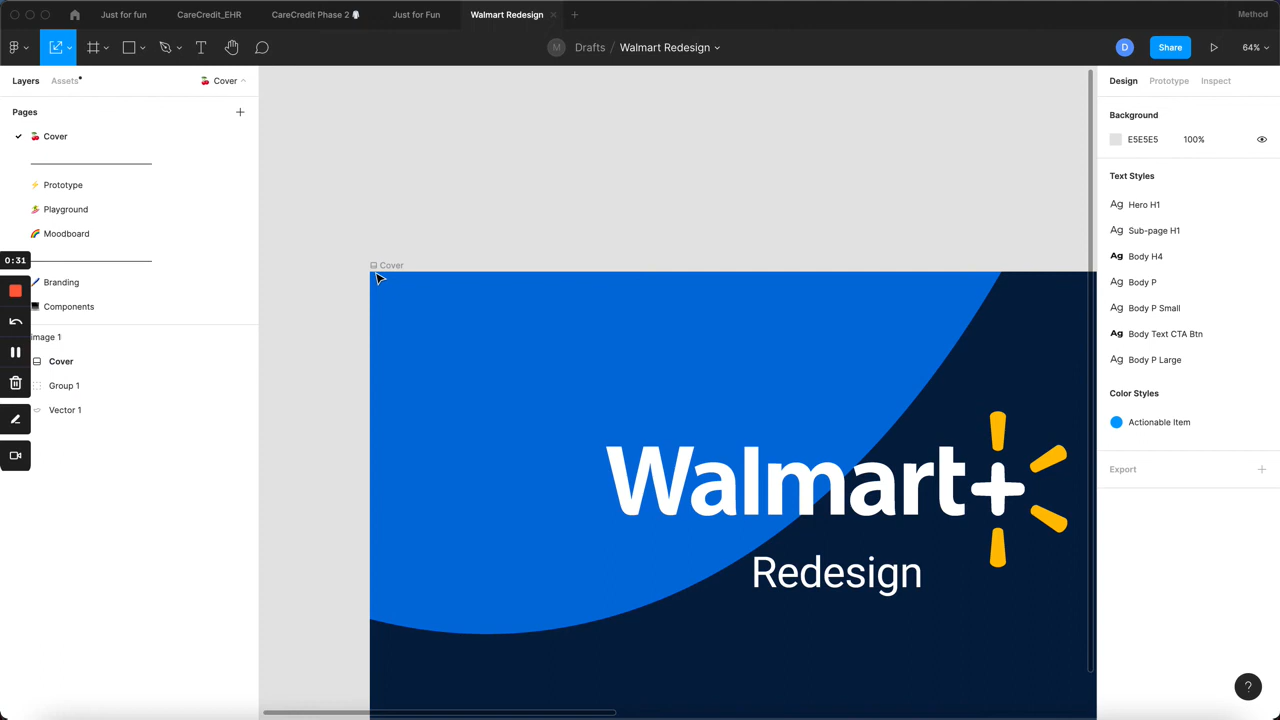 Just for fun
CareCredit_EHR
CareCredit Phase 2
Just for Fun
Walmart Redesign
Method
M
Drafts / Walmart Redesign
D
Share
64%
Layers
Assets
Cover
Pages
Cover
Prototype
Playground
Moodboard
Branding
Components
image 1
Cover
Group 1
Vector 1
0:31
Cover
Walmart+
Redesign
Design
Prototype
Inspect
Background
E5E5E5
100%
Text Styles
Ag Hero H1
Ag Sub-page H1
Ag Body H4
Ag Body P
Ag Body P Small
Ag Body Text CTA Btn
Ag Body P Large
Color Styles
Actionable Item
Export
?